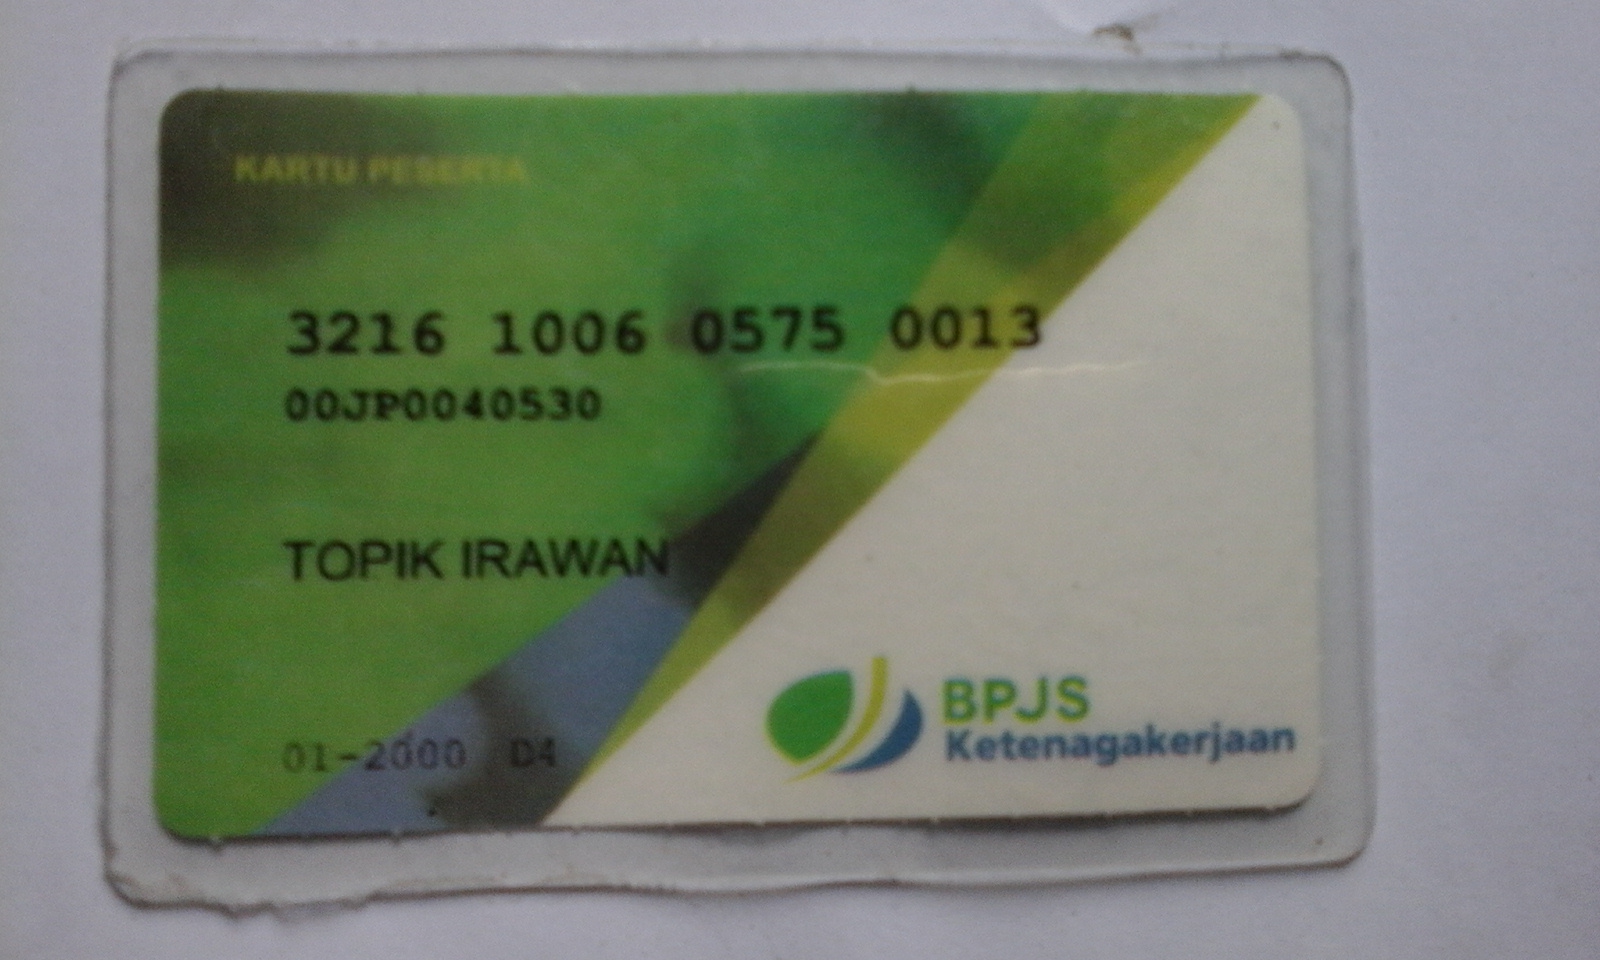 KARTU PESERTA
3216 1006 0575 0013
00JP0040530
TOPIK IRAWAN
01-2000 D4
BPJS
Ketenagakerjaan